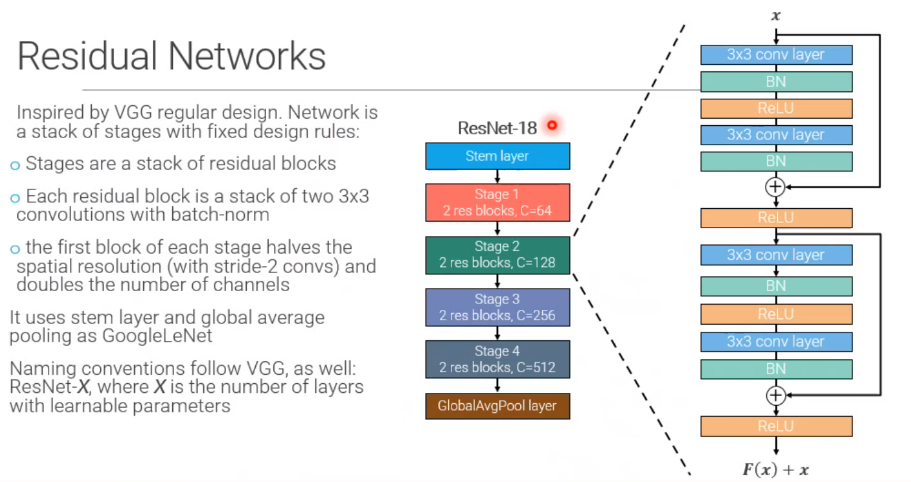 Residual Networks
Inspired by VGG regular design. Network is
a stack of stages with fixed design rules:
o Stages are a stack of residual blocks
o Each residual block is a stack of two 3x3
convolutions with batch-norm
o the first block of each stage halves the
spatial resolution (with stride-2 convs) and
doubles the number of channels
It uses stem layer and global average
pooling as GoogleLeNet
Naming conventions follow VGG, as well:
ResNet-X, where X is the number of layers
with learnable parameters
ResNet-18
Stem layer
Stage 1
2 res blocks, C=64
Stage 2
2 res blocks, C=128
Stage 3
2 res blocks, C=256
Stage 4
2 res blocks, C=512
GlobalAvgPool layer
x
3x3 conv layer
BN
ReLU
3x3 conv layer
BN
+
ReLU
3x3 conv layer
BN
ReLU
3x3 conv layer
BN
+
ReLU
F(x) + x